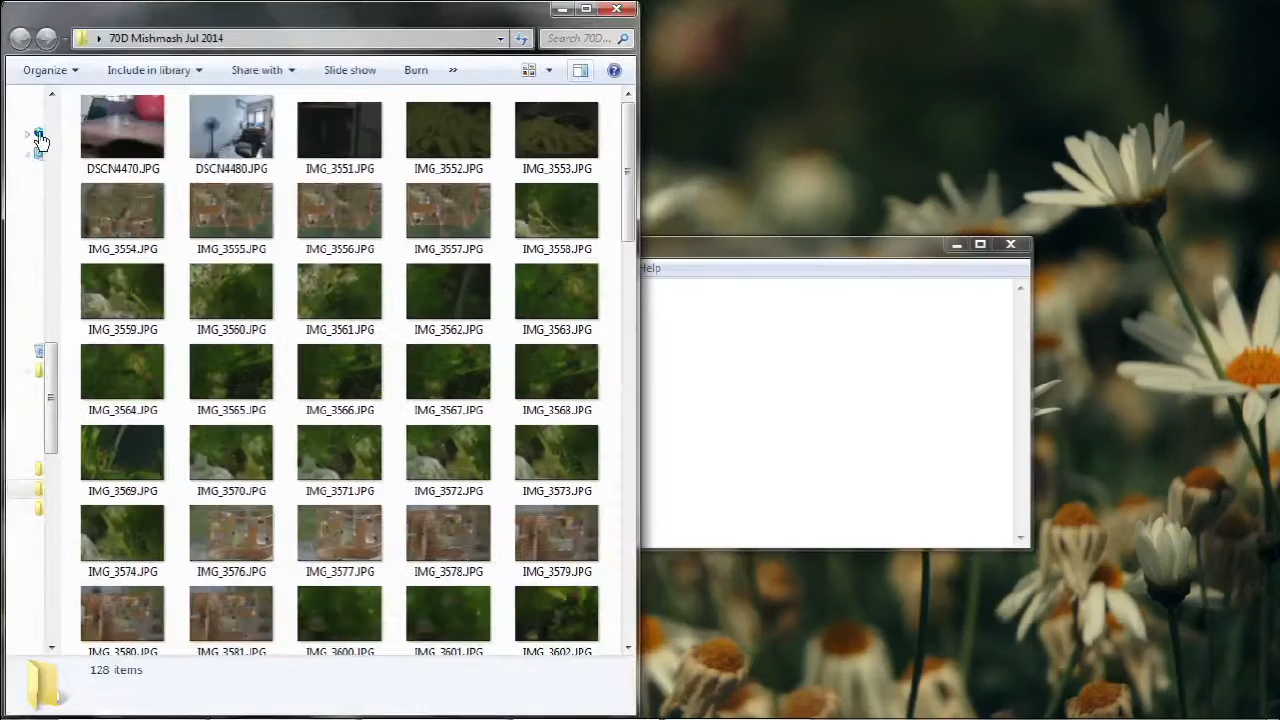 70D Mishmash Jul 2014
Search 70D...
Organize
Include in library
Share with
Slide show
Burn
»
DSCN4470.JPG DSCN4480.JPG IMG_3551.JPG IMG_3552.JPG IMG_3553.JPG
Help
IMG_3554.JPG IMG_3555.JPG IMG_3556.JPG IMG_3557.JPG IMG_3558.JPG
IMG_3559.JPG IMG_3560.JPG IMG_3561.JPG IMG_3562.JPG IMG_3563.JPG
IMG_3564.JPG IMG_3565.JPG IMG_3566.JPG IMG_3567.JPG IMG_3568.JPG
IMG_3569.JPG IMG_3570.JPG IMG_3571.JPG IMG_3572.JPG IMG_3573.JPG
IMG_3574.JPG IMG_3576.JPG IMG_3577.JPG IMG_3578.JPG IMG_3579.JPG
IMG_3580.JPG IMG_3581.JPG IMG_3600.JPG IMG_3601.JPG IMG_3602.JPG
128 items